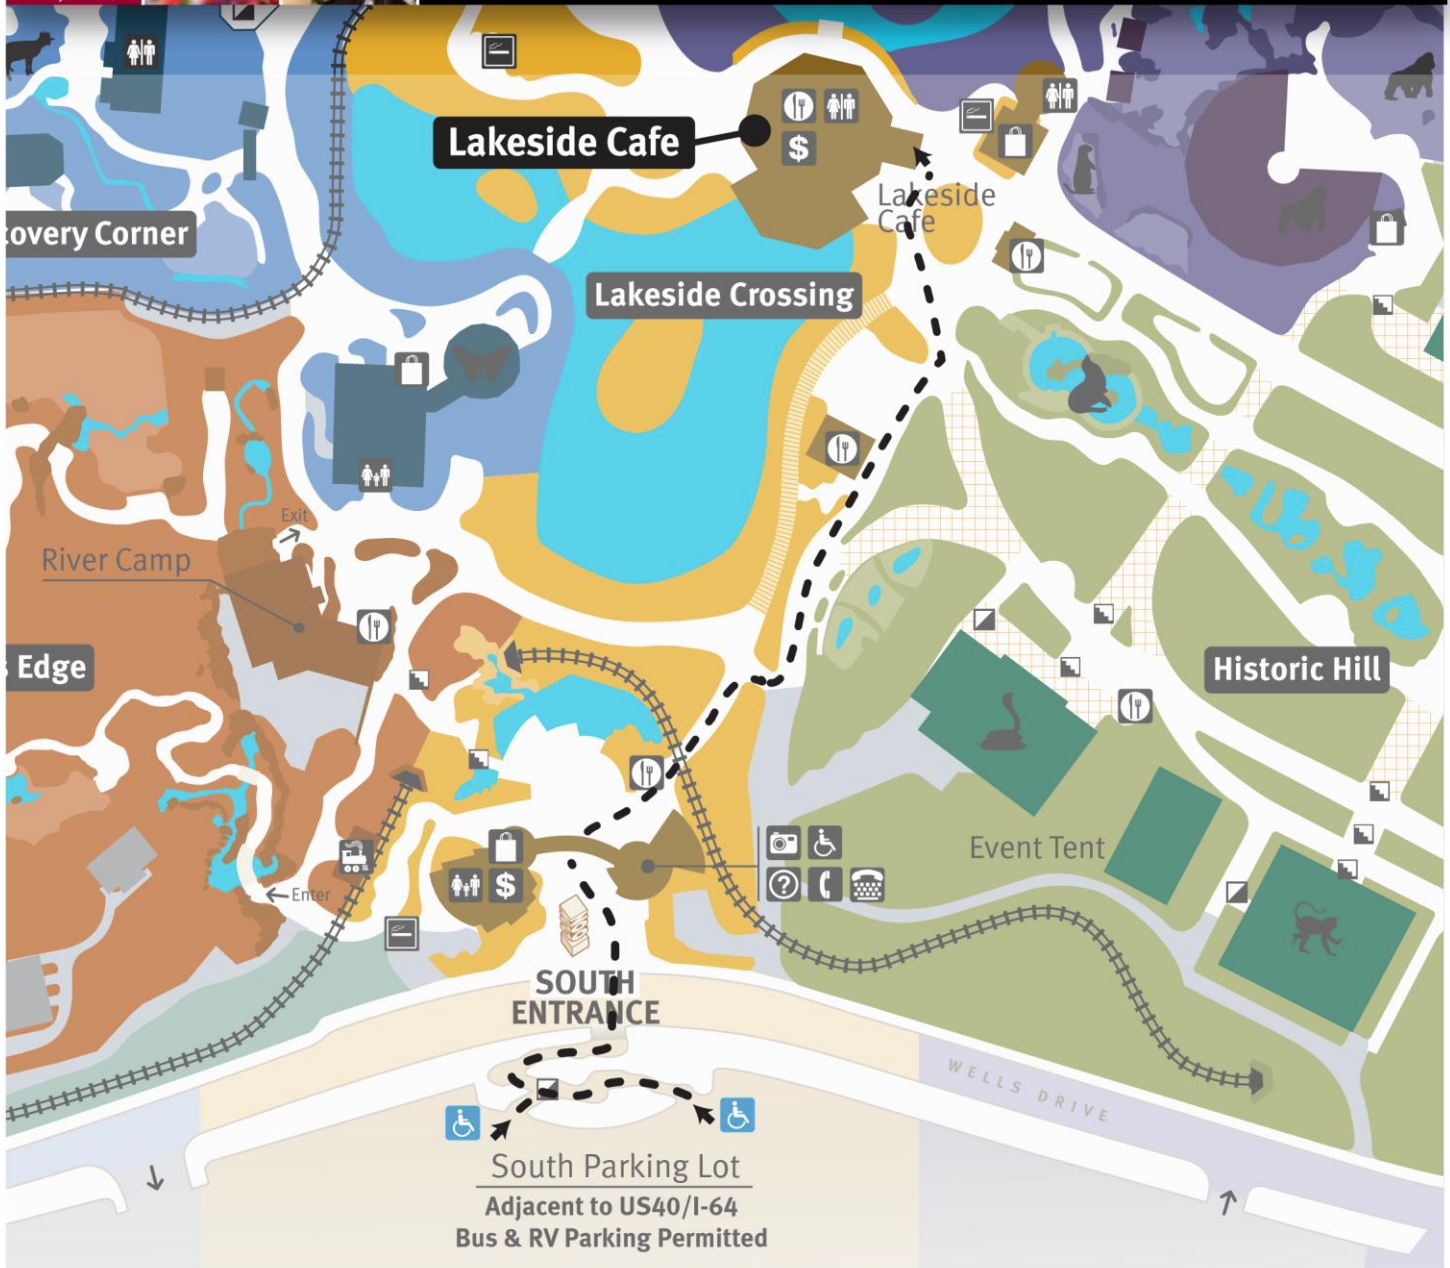 Lakeside Cafe
Lakeside
Cafe
covery Corner
Lakeside Crossing
Exit
River Camp
s Edge
Historic Hill
Event Tent
Enter
SOUTH
ENTRANCE
WELLS DRIVE
South Parking Lot
Adjacent to US40/I-64
Bus & RV Parking Permitted
$
$
?